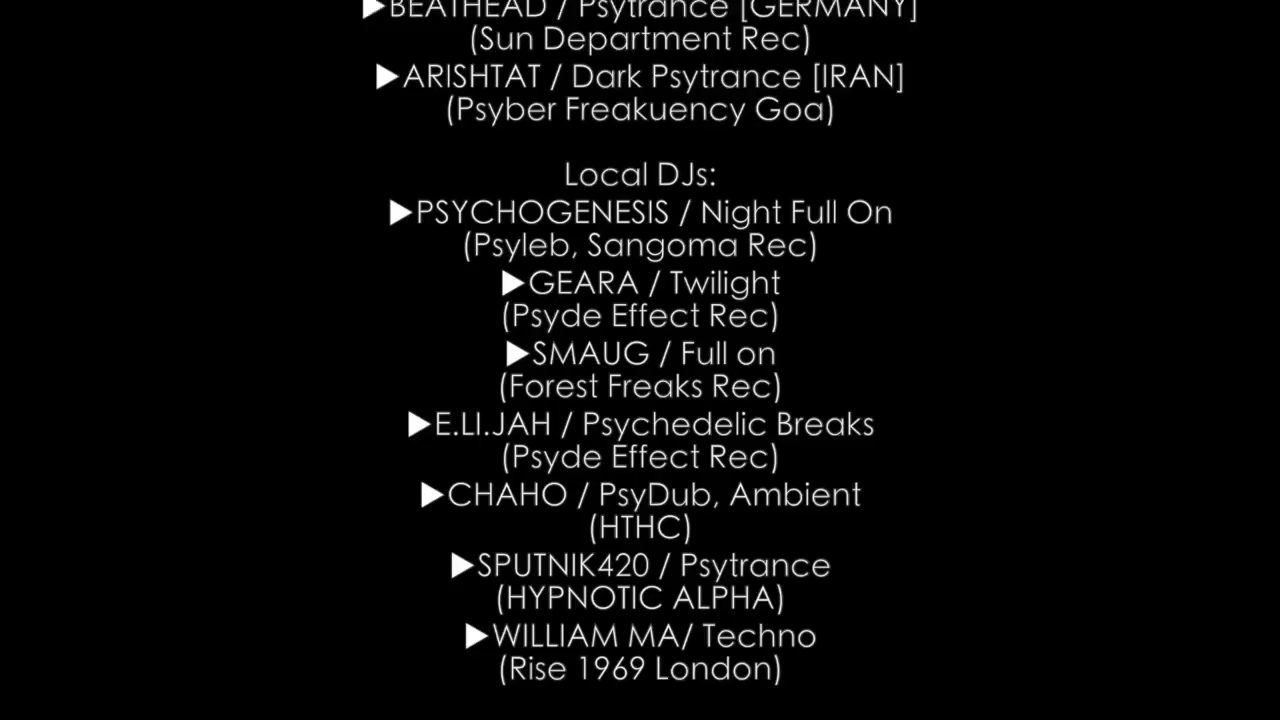 ▶BEATHEAD / Psytrance [GERMANY]
(Sun Department Rec)
▶ARISHTAT / Dark Psytrance [IRAN]
(Psyber Freakuency Goa)
Local DJs:
▶PSYCHOGENESIS / Night Full On
(Psyleb, Sangoma Rec)
▶GEARA / Twilight
(Psyde Effect Rec)
▶SMAUG / Full on
(Forest Freaks Rec)
▶E.LI.JAH / Psychedelic Breaks
(Psyde Effect Rec)
▶CHAHO / PsyDub, Ambient
(HTHC)
▶SPUTNIK420 / Psytrance
(HYPNOTIC ALPHA)
▶WILLIAM MA/ Techno
(Rise 1969 London)